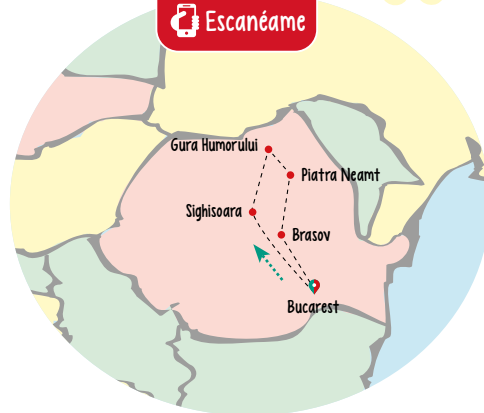 Escanéame
Gura Humorului
Piatra Neamt
Sighisoara
Brasov
Bucarest